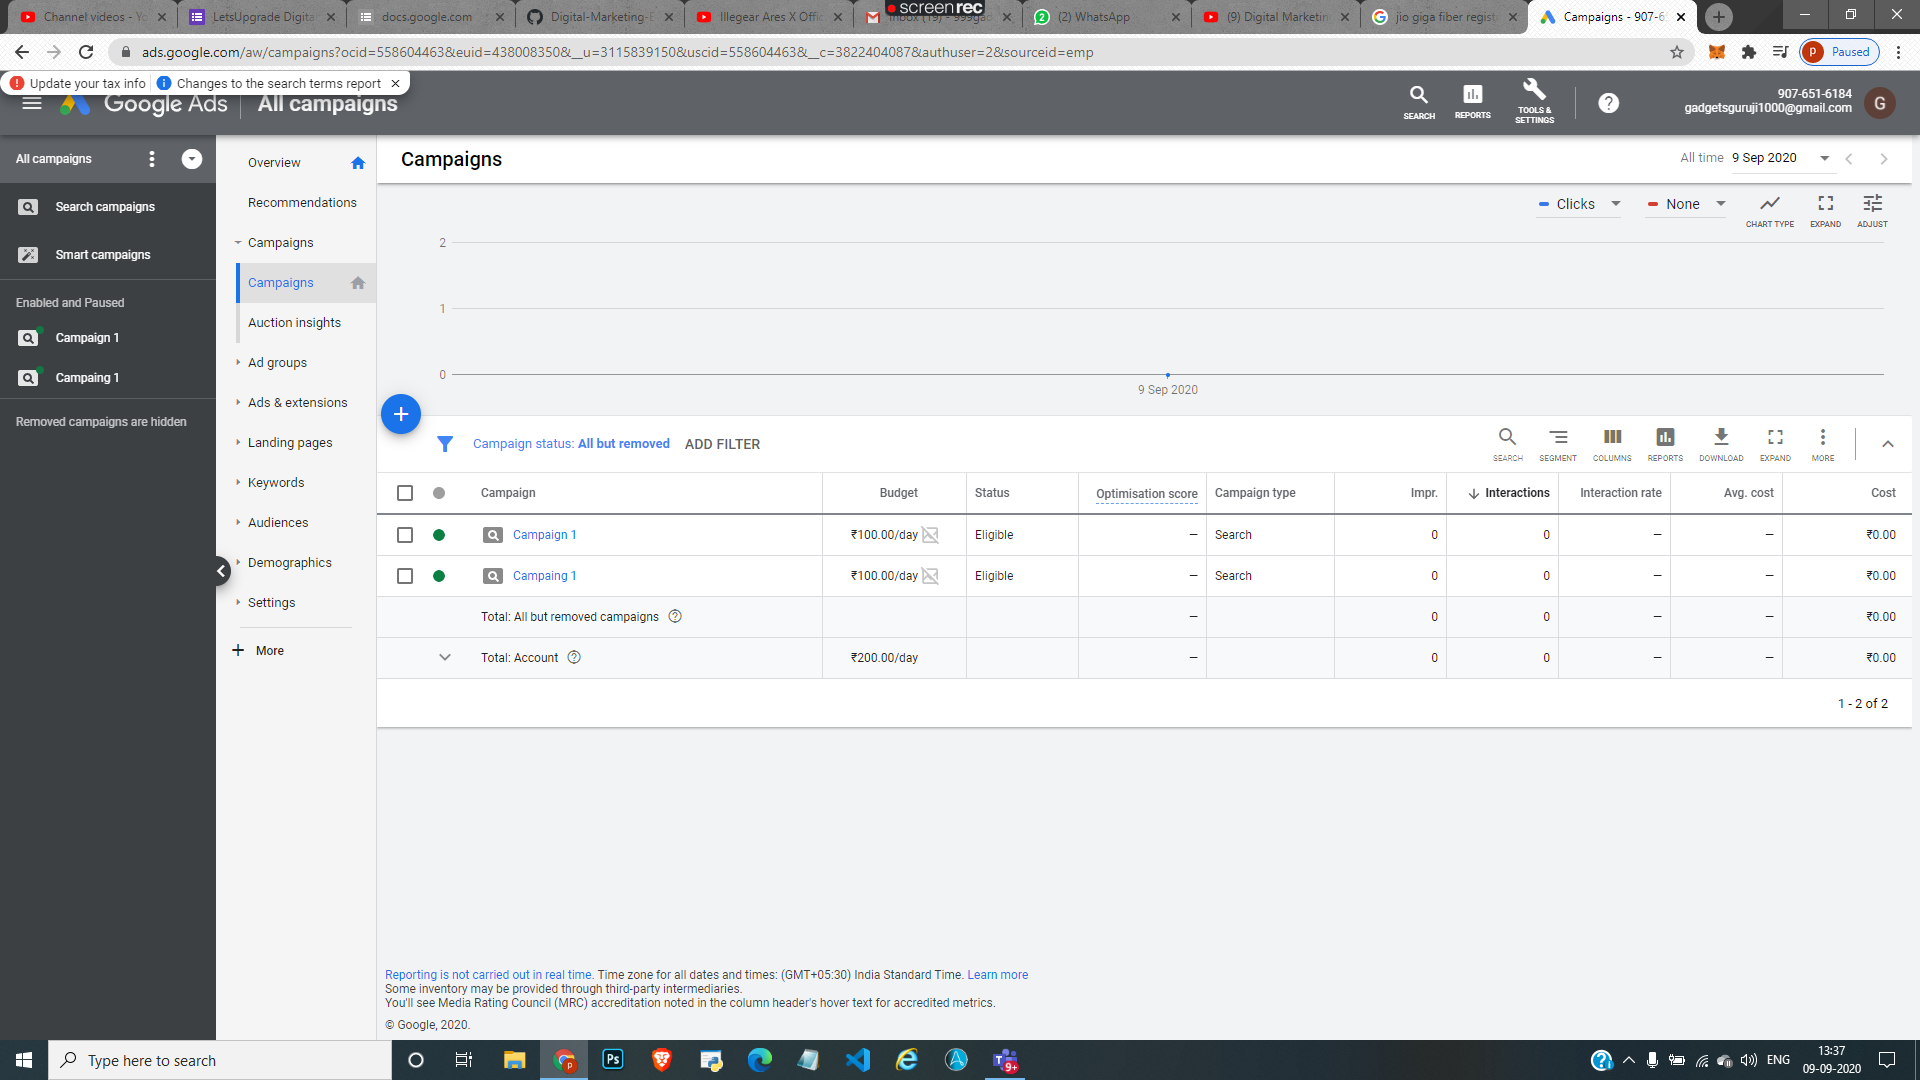 Channel videos - Yo
LetsUpgrade Digita
docs.google.com
Digital-Marketing-E
Illegear Ares X Offic
Inbox (19) - 999gad
(2) WhatsApp
(9) Digital Marketing
jio giga fiber registr
Campaigns - 907-65
screenrec
ads.google.com/aw/campaigns?ocid=558604463&euid=438008350&__u=3115839150&uscid=558604463&__c=3822404087&authuser=2&sourceid=emp
p Paused
Update your tax info
Changes to the search terms report
Google Ads
All campaigns
SEARCH
REPORTS
TOOLS & SETTINGS
907-651-6184
gadgetsguruji1000@gmail.com
G
All campaigns
Search campaigns
Smart campaigns
Enabled and Paused
Campaign 1
Campaing 1
Removed campaigns are hidden
Overview
Recommendations
Campaigns
Campaigns
Auction insights
Ad groups
Ads & extensions
Landing pages
Keywords
Audiences
Demographics
Settings
More
Campaigns
All time 9 Sep 2020
Clicks
None
CHART TYPE
EXPAND
ADJUST
2
1
0
9 Sep 2020
Campaign status: All but removed
ADD FILTER
SEARCH
SEGMENT
COLUMNS
REPORTS
DOWNLOAD
EXPAND
MORE
Campaign Budget Status Optimisation score Campaign type Impr. Interactions Interaction rate Avg. cost Cost
Campaign 1 ₹100.00/day Eligible – Search 0 0 – – ₹0.00
Campaing 1 ₹100.00/day Eligible – Search 0 0 – – ₹0.00
Total: All but removed campaigns – 0 0 – – ₹0.00
Total: Account ₹200.00/day – 0 0 – – ₹0.00
1 - 2 of 2
Reporting is not carried out in real time. Time zone for all dates and times: (GMT+05:30) India Standard Time. Learn more
Some inventory may be provided through third-party intermediaries.
You'll see Media Rating Council (MRC) accreditation noted in the column header's hover text for accredited metrics.
© Google, 2020.
Type here to search
Ps
9+
ENG
13:37
09-09-2020